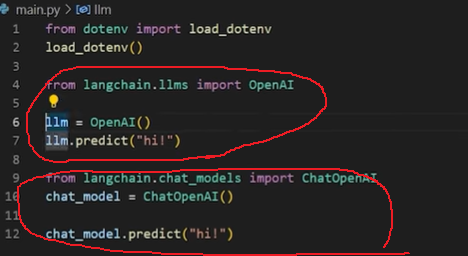 main.py > llm
1 from dotenv import load_dotenv
2 load_dotenv()
3
4 from langchain.llms import OpenAI
5
6 llm = OpenAI()
7 llm.predict("hi!")
9 from langchain.chat_models import ChatOpenAI
10 chat_model = ChatOpenAI()
11
12 chat_model.predict("hi!")